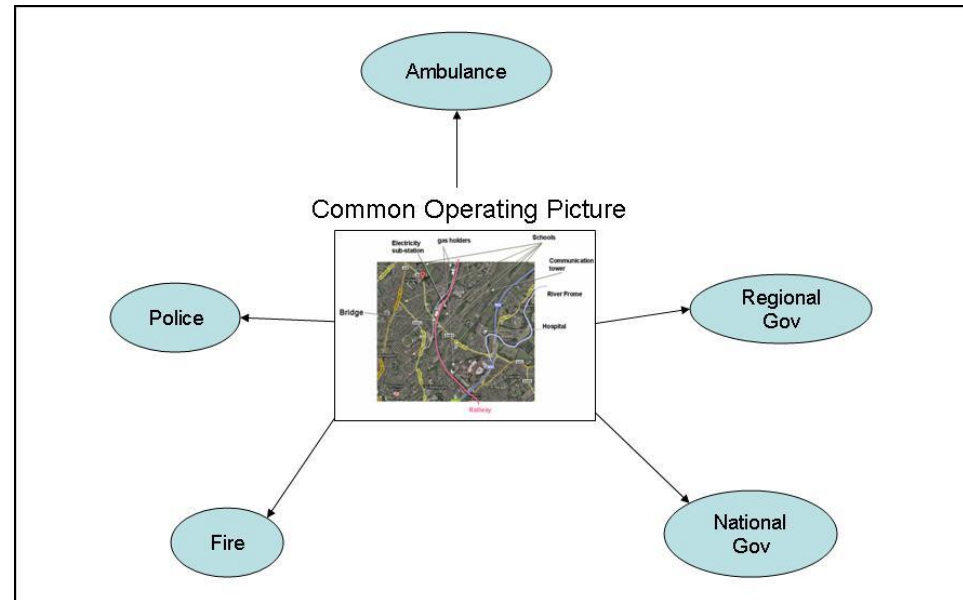 Ambulance
Common Operating Picture
Electricity
sub-station
gas holders
Schools
Communication
tower
River Frome
Bridge
Hospital
Railway
Police
Regional
Gov
Fire
National
Gov